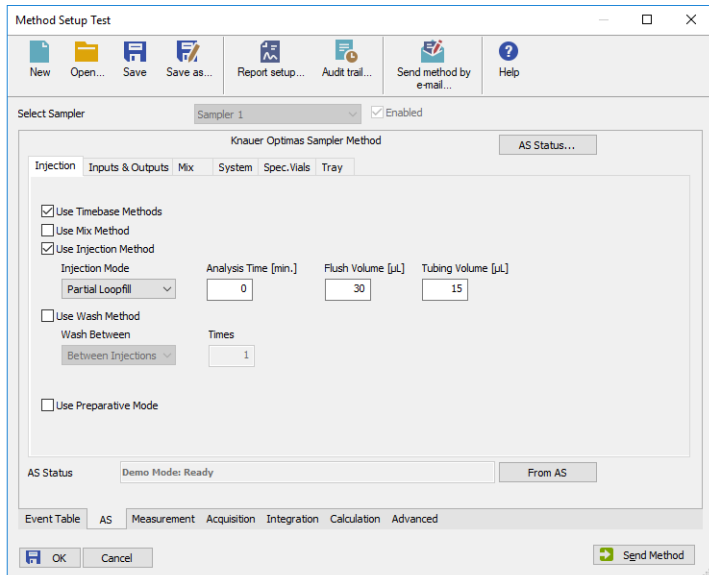 Method Setup Test
New Open... Save Save as... Report setup... Audit trail... Send method by e-mail... Help
Select Sampler Sampler 1 Enabled
Knauer Optimas Sampler Method AS Status...
Injection Inputs & Outputs Mix System Spec.Vials Tray
Use Timebase Methods
Use Mix Method
Use Injection Method
Injection Mode Analysis Time [min.] Flush Volume [µL] Tubing Volume [µL]
Partial Loopfill 0 30 15
Use Wash Method
Wash Between Times
Between Injections 1
Use Preparative Mode
AS Status Demo Mode: Ready From AS
Event Table AS Measurement Acquisition Integration Calculation Advanced
OK Cancel Send Method